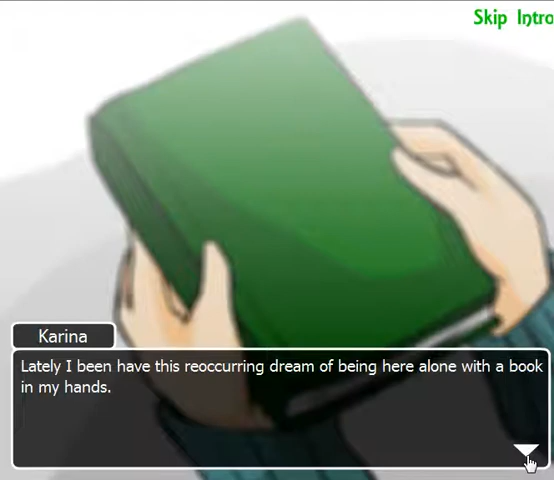 Skip Intro
Karina
Lately I been have this reoccurring dream of being here alone with a book
in my hands.